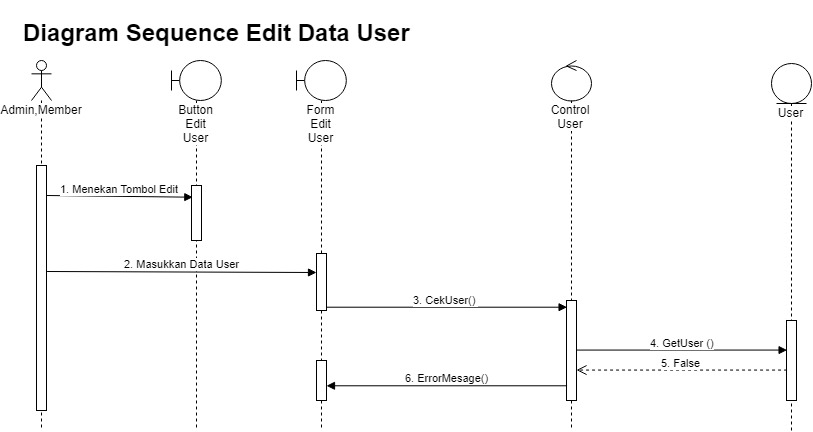 Diagram Sequence Edit Data User
Admin,Member
Button
Edit
User
Form
Edit
User
Control
User
User
1. Menekan Tombol Edit
2. Masukkan Data User
3. CekUser()
4. GetUser ()
5. False
6. ErrorMesage()